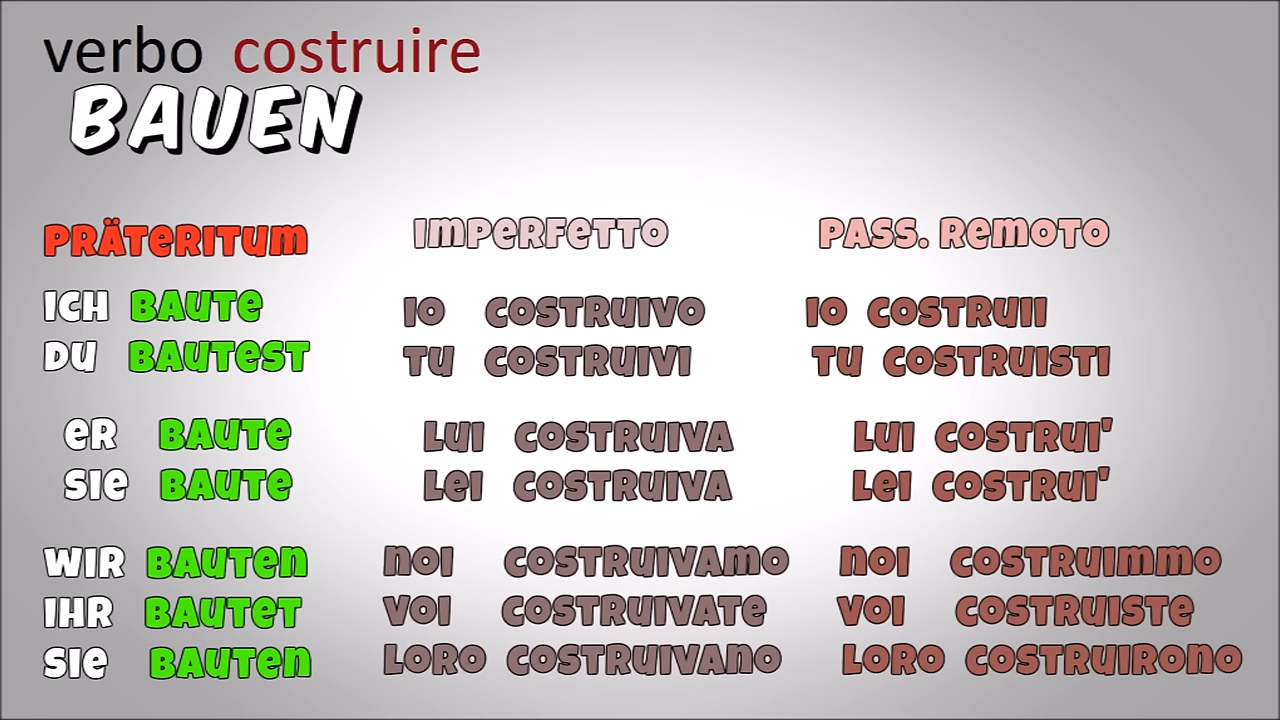 verbo costruire
BAUEN
PRÄTERITUM IMPERFETTO PASS. REMOTO
ICH BAUTE IO COSTRUIVO IO COSTRUII
DU BAUTEST TU COSTRUIVI TU COSTRUISTI
ER BAUTE LUI COSTRUIVA LUI COSTRUI'
SIE BAUTE LEI COSTRUIVA LEI COSTRUI'
WIR BAUTEN NOI COSTRUIVAMO NOI COSTRUIMMO
IHR BAUTET VOI COSTRUIVATE VOI COSTRUISTE
SIE BAUTEN LORO COSTRUIVANO LORO COSTRUIRONO